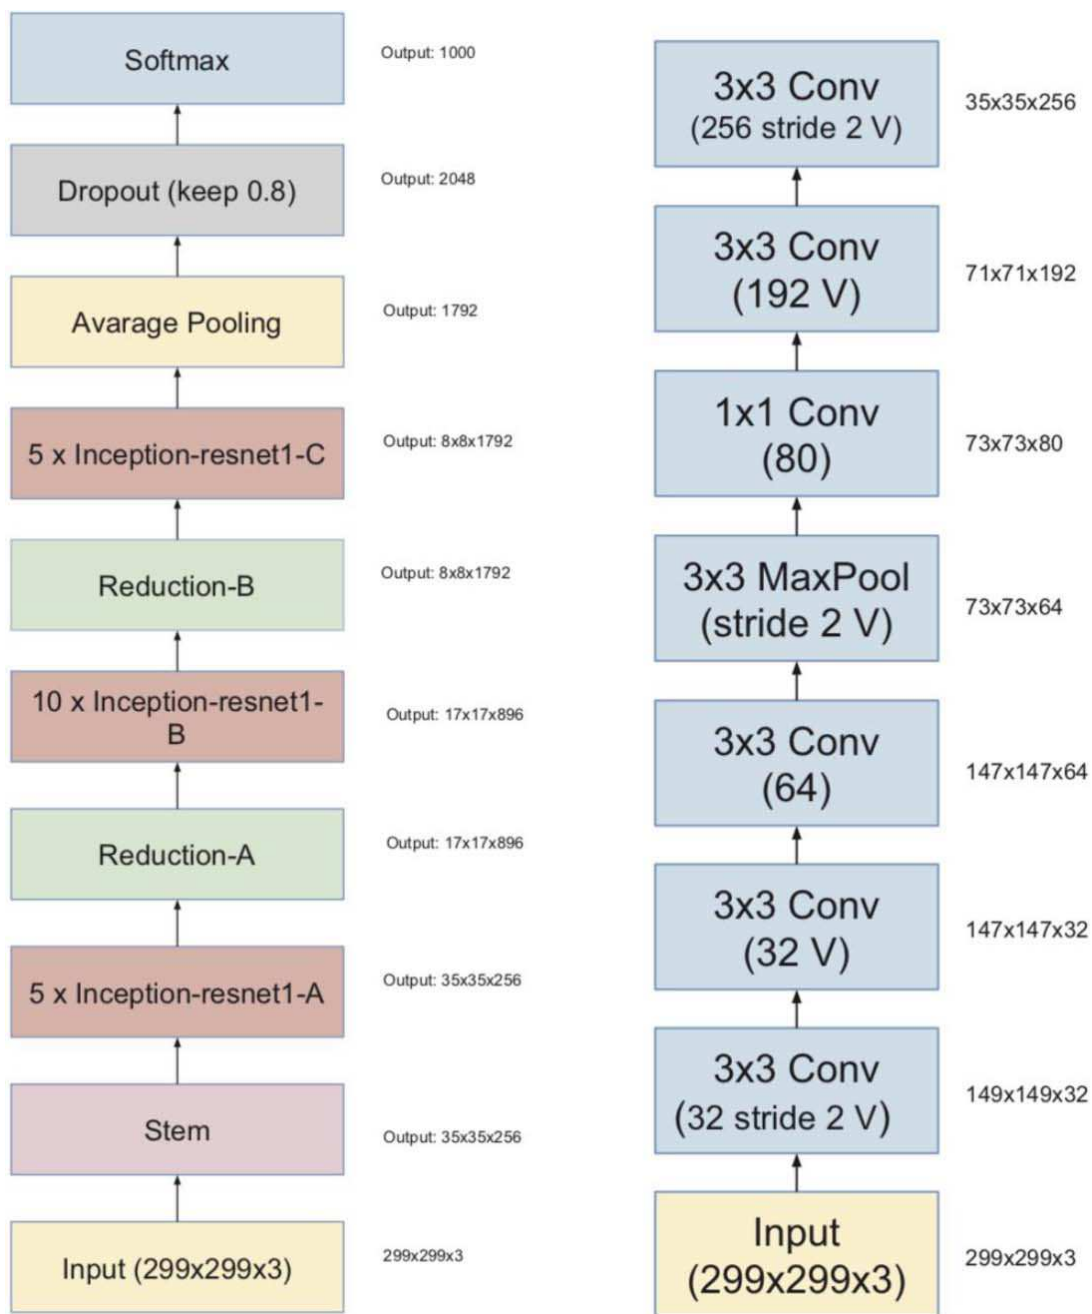 Softmax
Output: 1000
Dropout (keep 0.8)
Output: 2048
Avarage Pooling
Output: 1792
5 x Inception-resnet1-C
Output: 8x8x1792
Reduction-B
Output: 8x8x1792
10 x Inception-resnet1-
B
Output: 17x17x896
Reduction-A
Output: 17x17x896
5 x Inception-resnet1-A
Output: 35x35x256
Stem
Output: 35x35x256
Input (299x299x3)
299x299x3
3x3 Conv
(256 stride 2 V)
35x35x256
3x3 Conv
(192 V)
71x71x192
1x1 Conv
(80)
73x73x80
3x3 MaxPool
(stride 2 V)
73x73x64
3x3 Conv
(64)
147x147x64
3x3 Conv
(32 V)
147x147x32
3x3 Conv
(32 stride 2 V)
149x149x32
Input
(299x299x3)
299x299x3